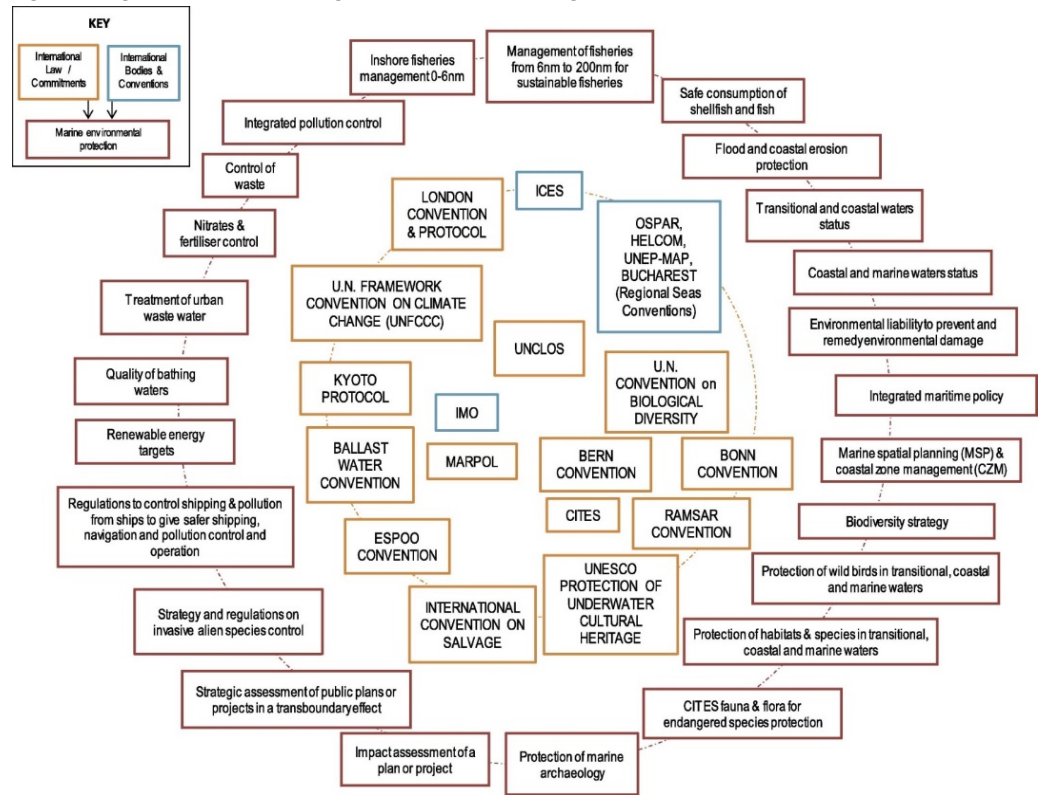 KEY
International
Law /
Commitments
International
Bodies &
Conventions
Marine environmental
protection
Inshore fisheries
management 0-6nm
Management of fisheries
from 6nm to 200nm for
sustainable fisheries
Safe consumption of
shellfish and fish
Integrated pollution control
Flood and coastal erosion
protection
Control of
waste
LONDON
CONVENTION
& PROTOCOL
ICES
OSPAR,
HELCOM,
UNEP-MAP,
BUCHAREST
(Regional Seas
Conventions)
Transitional and coastal waters
status
Nitrates &
fertiliser control
U.N. FRAMEWORK
CONVENTION ON CLIMATE
CHANGE (UNFCCC)
Coastal and marine waters status
Treatment of urban
waste water
UNCLOS
Environmental liability to prevent and
remedy environmental damage
Quality of bathing
waters
KYOTO
PROTOCOL
U.N.
CONVENTION on
BIOLOGICAL
DIVERSITY
Integrated maritime policy
IMO
Renewable energy
targets
BALLAST
WATER
CONVENTION
MARPOL
BERN
CONVENTION
BONN
CONVENTION
Marine spatial planning (MSP) &
coastal zone management (CZM)
Regulations to control shipping & pollution
from ships to give safer shipping,
navigation and pollution control and
operation
CITES
RAMSAR
CONVENTION
Biodiversity strategy
ESPOO
CONVENTION
UNESCO
PROTECTION OF
UNDERWATER
CULTURAL
HERITAGE
Protection of wild birds in transitional, coastal
and marine waters
Strategy and regulations on
invasive alien species control
INTERNATIONAL
CONVENTION ON
SALVAGE
Protection of habitats & species in transitional,
coastal and marine waters
Strategic assessment of public plans or
projects in a transboundary effect
CITES fauna & flora for
endangered species protection
Impact assessment of a
plan or project
Protection of marine
archaeology